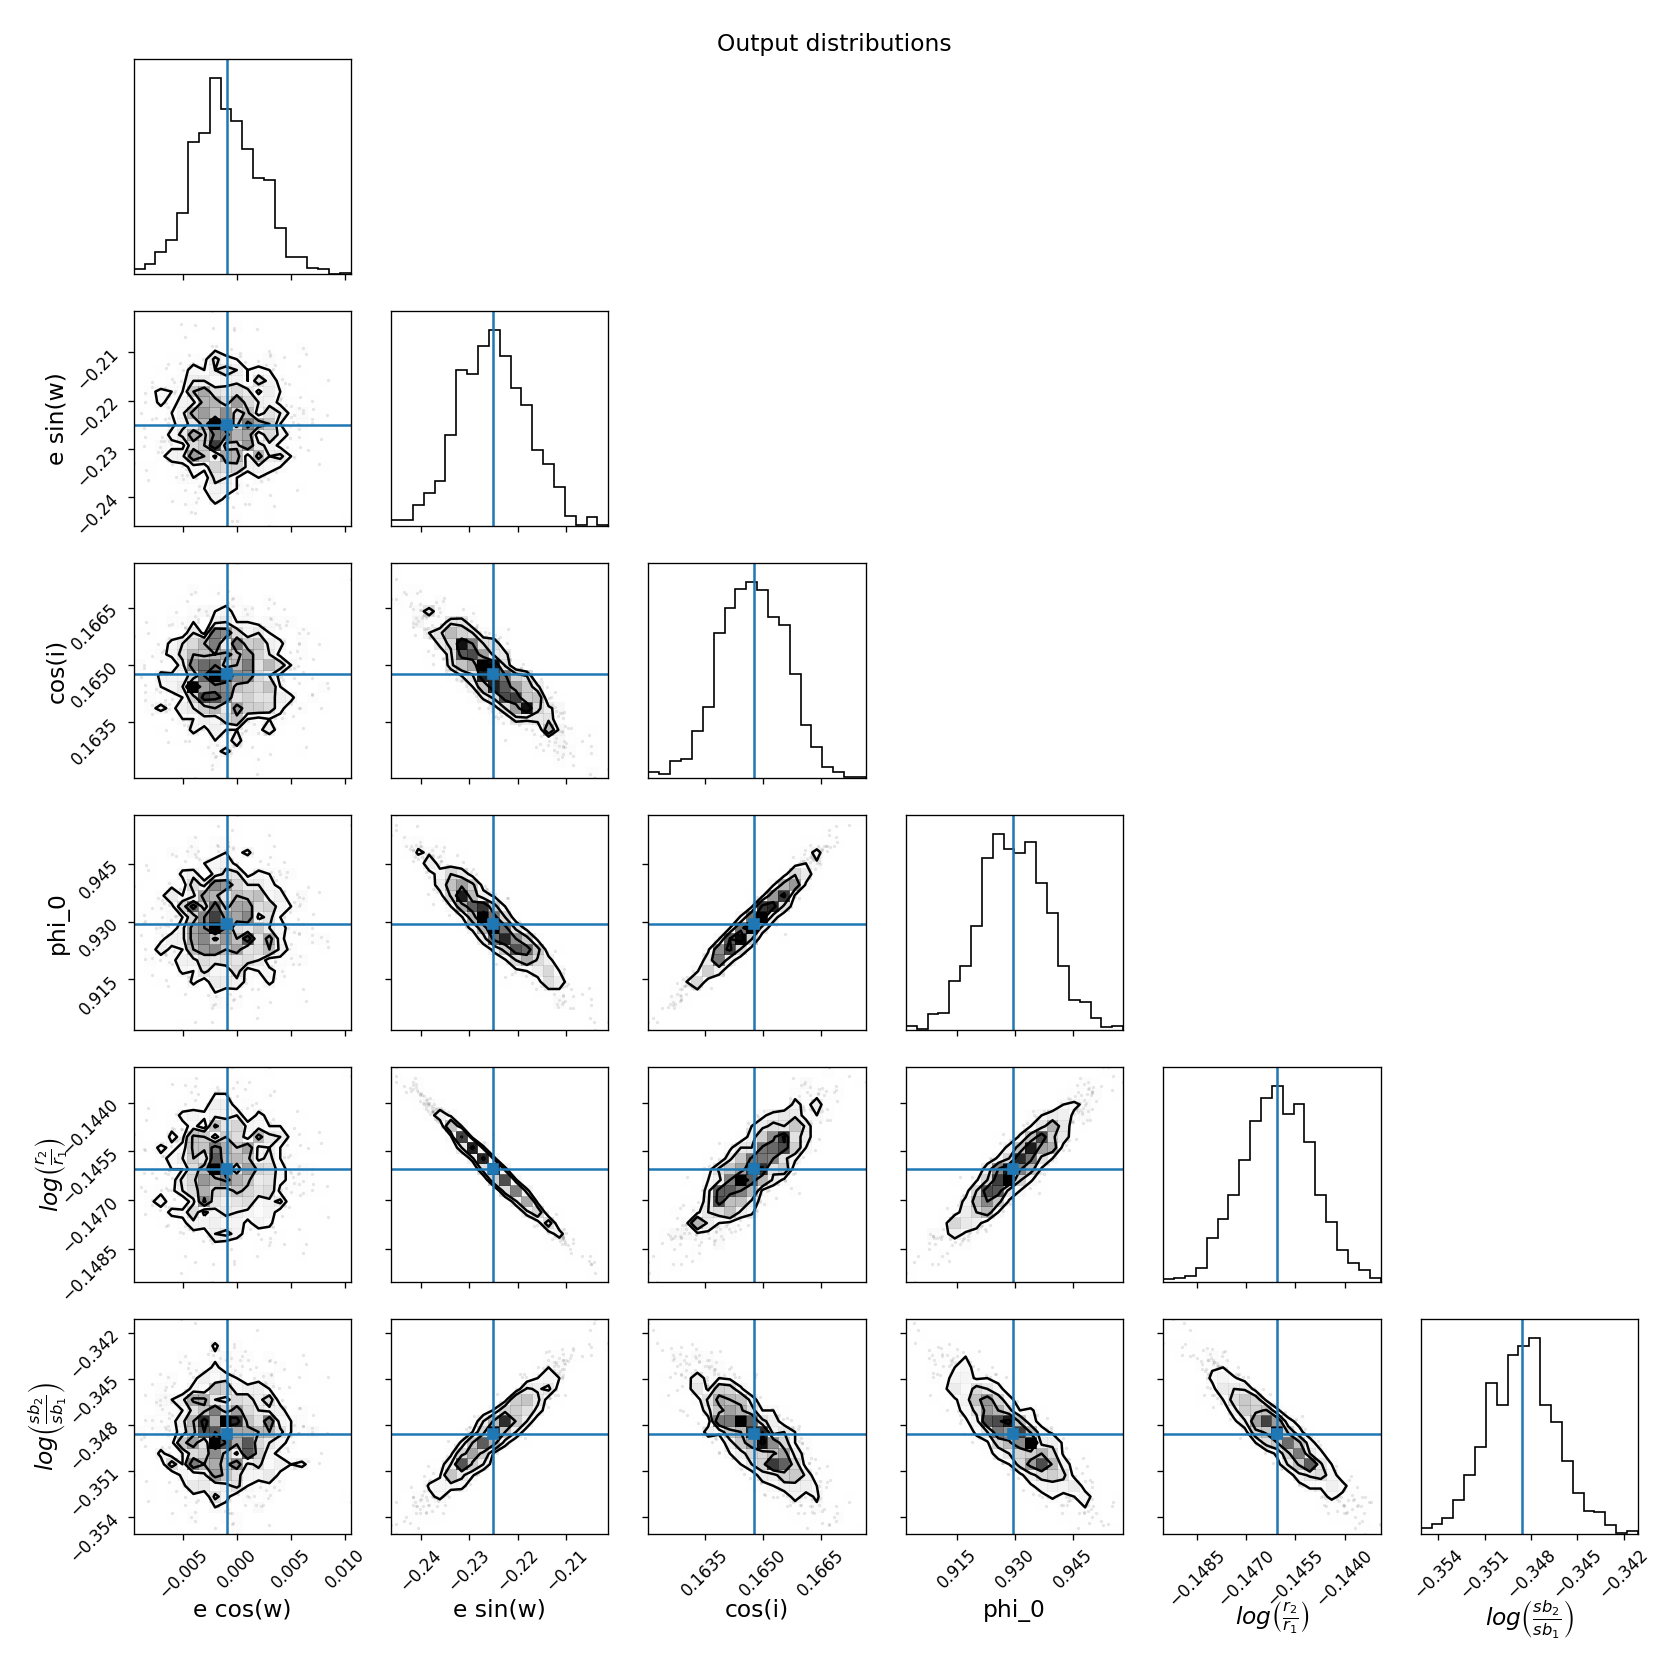 Output distributions
e sin(w)
−0.21
−0.22
−0.23
−0.24
cos(i)
0.1665
0.1650
0.1635
phi_0
0.945
0.930
0.915
log(r₂/r₁)
−0.1440
−0.1455
−0.1470
−0.1485
log(sb₂/sb₁)
−0.342
−0.345
−0.348
−0.351
−0.354
−0.005 0.000 0.005 0.010
−0.24 −0.23 −0.22 −0.21
0.1635 0.1650 0.1665
0.915 0.930 0.945
−0.1485 −0.1470 −0.1455 −0.1440
−0.354 −0.351 −0.348 −0.345 −0.342
e cos(w) e sin(w) cos(i) phi_0 log(r₂/r₁) log(sb₂/sb₁)